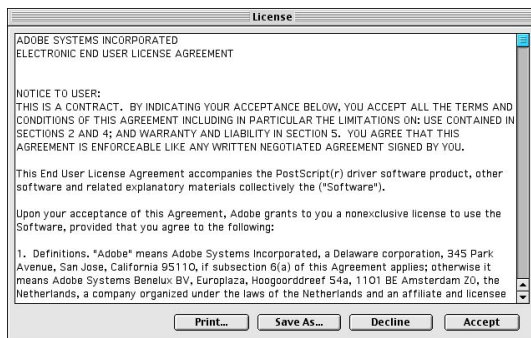 License
ADOBE SYSTEMS INCORPORATED
ELECTRONIC END USER LICENSE AGREEMENT
NOTICE TO USER:
THIS IS A CONTRACT. BY INDICATING YOUR ACCEPTANCE BELOW, YOU ACCEPT ALL THE TERMS AND
CONDITIONS OF THIS AGREEMENT INCLUDING IN PARTICULAR THE LIMITATIONS ON: USE CONTAINED IN
SECTIONS 2 AND 4; AND WARRANTY AND LIABILITY IN SECTION 5. YOU AGREE THAT THIS
AGREEMENT IS ENFORCEABLE LIKE ANY WRITTEN NEGOTIATED AGREEMENT SIGNED BY YOU.
This End User License Agreement accompanies the PostScript(r) driver software product, other
software and related explanatory materials collectively the ("Software").
Upon your acceptance of this Agreement, Adobe grants to you a nonexclusive license to use the
Software, provided that you agree to the following:
1. Definitions. "Adobe" means Adobe Systems Incorporated, a Delaware corporation, 345 Park
Avenue, San Jose, California 95110, if subsection 6(a) of this Agreement applies; otherwise it
means Adobe Systems Benelux BV, Europlaza, Hoogoorddreef 54a, 1101 BE Amsterdam ZO, the
Netherlands, a company organized under the laws of the Netherlands and an affiliate and licensee
Print... Save As... Decline Accept